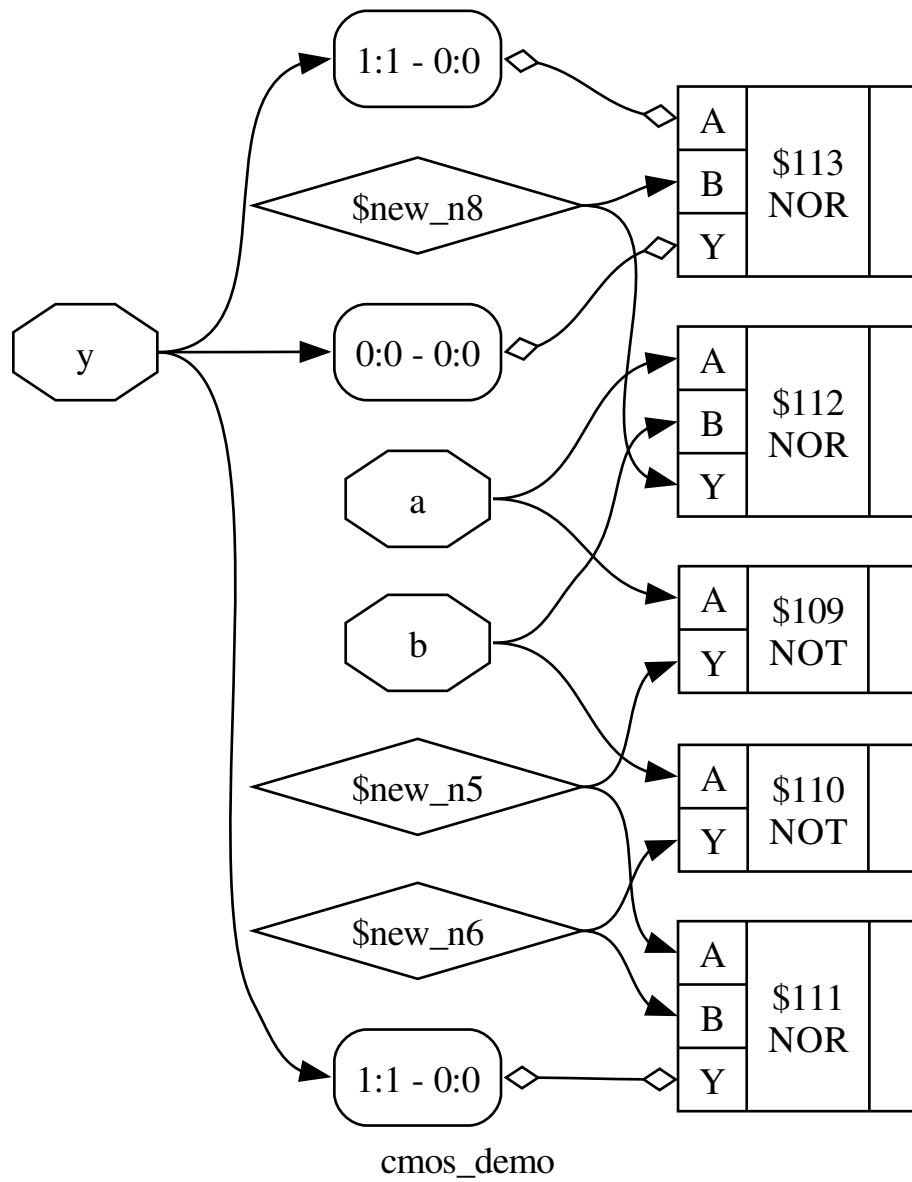 1:1 - 0:0
A
$113
B
NOR
$new_n8
Y
y
0:0 - 0:0
A
$112
B
NOR
Y
a
A
$109
Y
NOT
b
$new_n5
A
$110
Y
NOT
$new_n6
A
$111
B
NOR
1:1 - 0:0
Y
cmos_demo